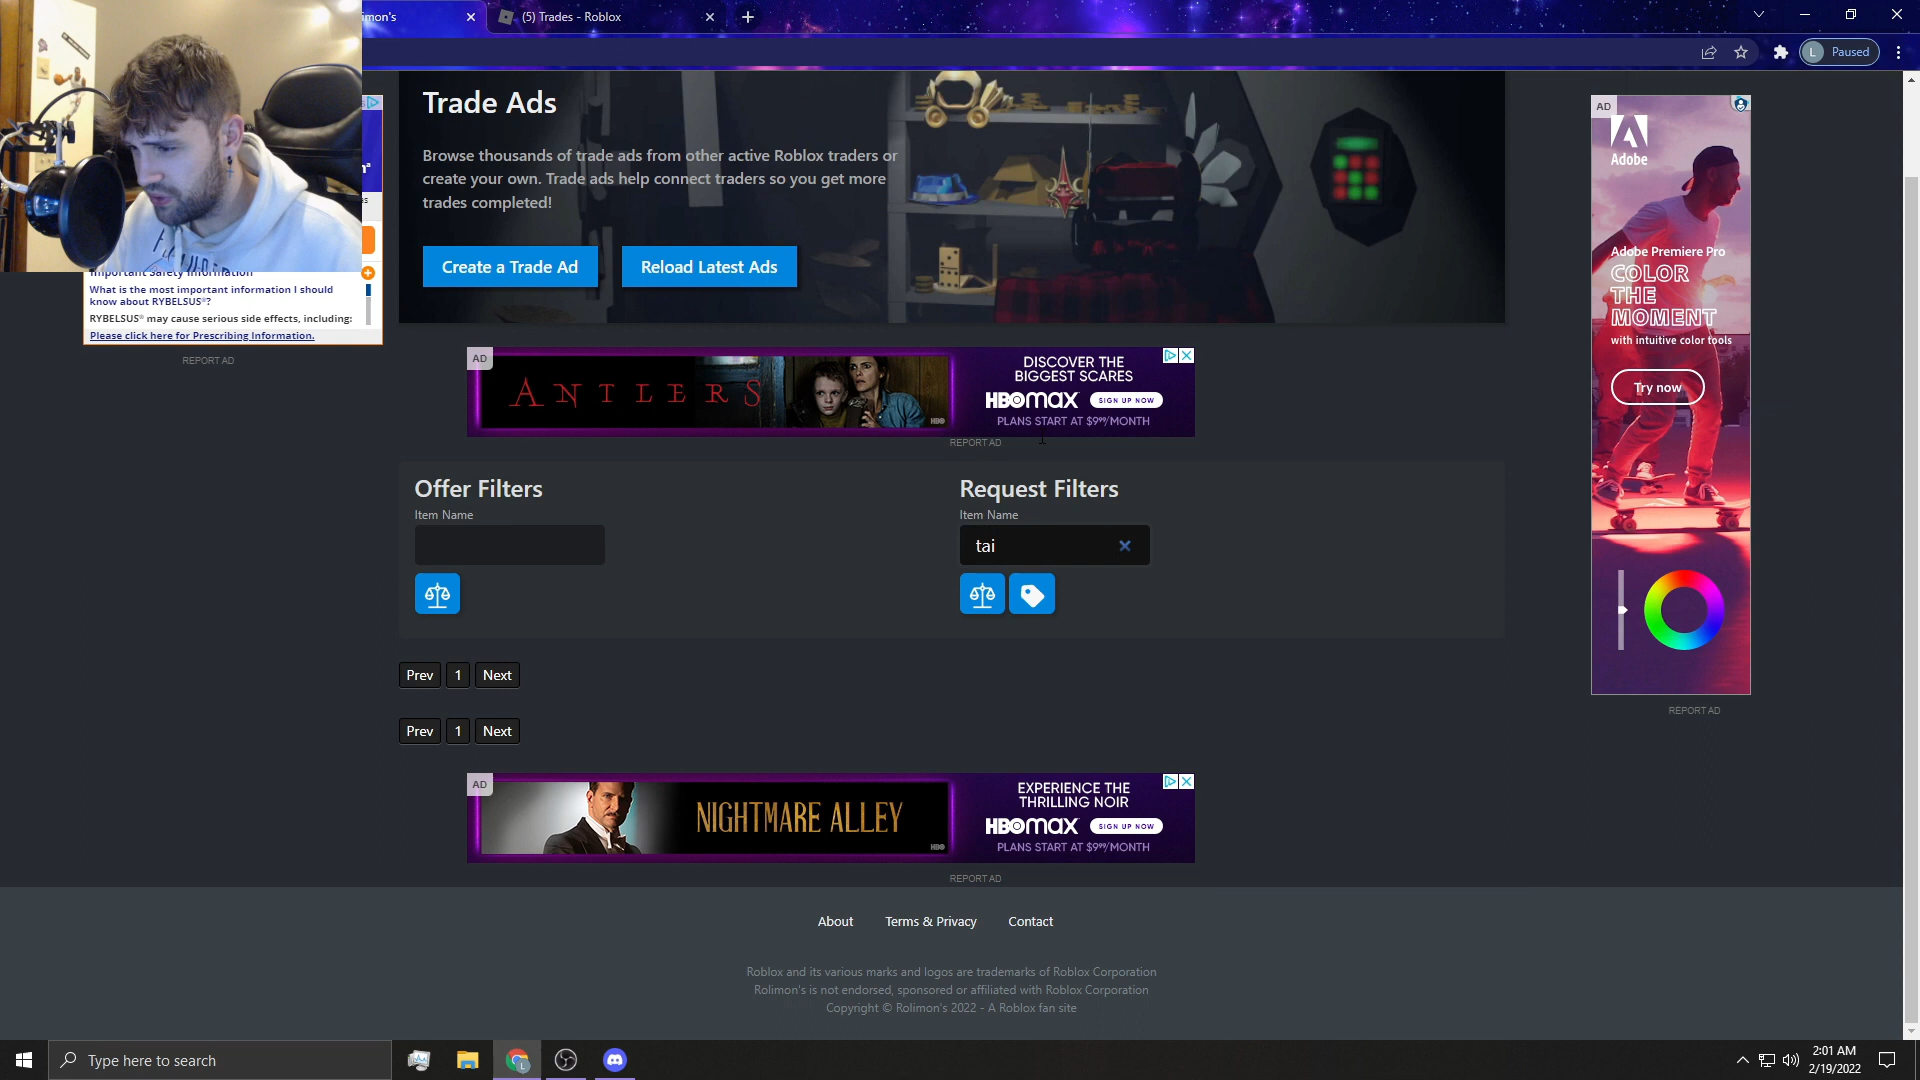 imon's
(5) Trades - Roblox
L
Paused
Trade Ads
Browse thousands of trade ads from other active Roblox traders or
create your own. Trade ads help connect traders so you get more
trades completed!
Create a Trade Ad
Reload Latest Ads
Important Safety Information
What is the most important information I should
know about RYBELSUS®?
RYBELSUS® may cause serious side effects, including:
Please click here for Prescribing Information.
REPORT AD
AD
ANTLERS
HBO
DISCOVER THE
BIGGEST SCARES
HBOMAX
SIGN UP NOW
PLANS START AT $9⁹⁹/MONTH
REPORT AD
AD
Adobe
Adobe Premiere Pro
COLOR
THE
MOMENT
with intuitive color tools
Try now
REPORT AD
Offer Filters
Item Name
Request Filters
Item Name
tai
Prev
1
Next
Prev
1
Next
AD
NIGHTMARE ALLEY
HBO
EXPERIENCE THE
THRILLING NOIR
HBOMAX
SIGN UP NOW
PLANS START AT $9⁹⁹/MONTH
REPORT AD
About
Terms & Privacy
Contact
Roblox and its various marks and logos are trademarks of Roblox Corporation
Rolimon's is not endorsed, sponsored or affiliated with Roblox Corporation
Copyright © Rolimon's 2022 - A Roblox fan site
Type here to search
L
2:01 AM
2/19/2022